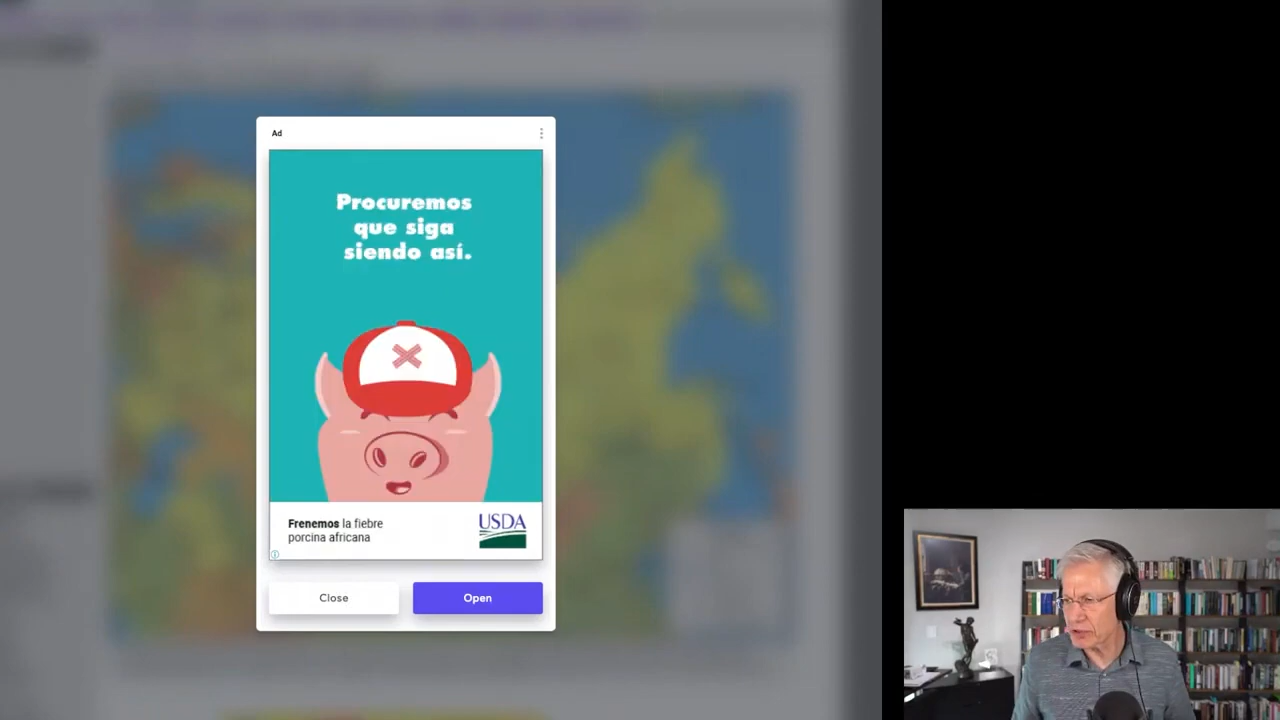 Ad
Procuremos
que siga
siendo así.
Frenemos la fiebre
porcina africana
USDA
Close
Open